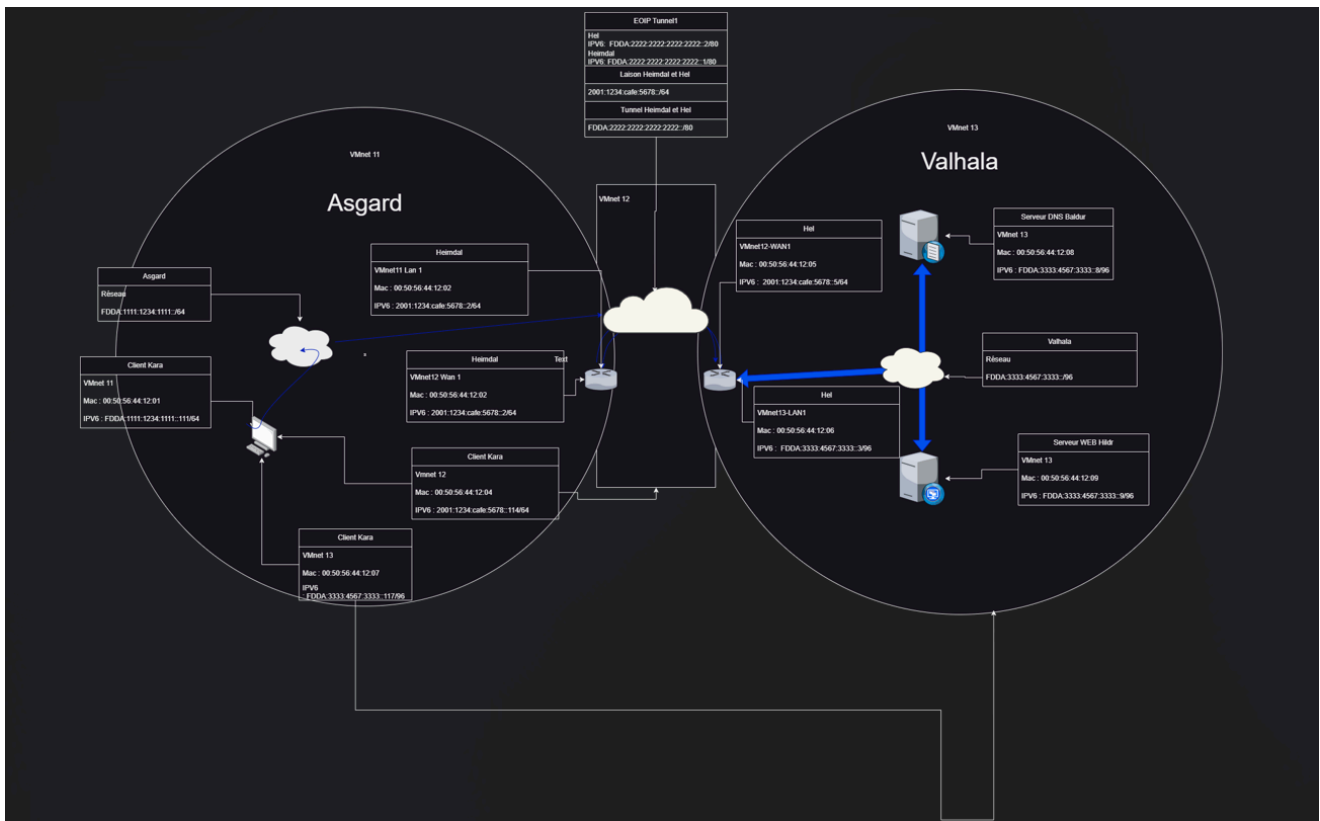 EOIP Tunnel1
Hel
IPV6: FDDA:2222:2222:2222:2222::2/80
Heimdal
IPV6: FDDA:2222:2222:2222:2222::1/80
Laison Heimdal et Hel
2001:1234:cafe:5678::/64
Tunnel Heimdal et Hel
FDDA:2222:2222:2222:2222::/80
VMnet 11
Asgard
Asgard
Réseau
FDDA:1111:1234:1111::/64
Heimdal
VMnet11 Lan 1
Mac : 00:50:56:44:12:02
IPV6 : 2001:1234:cafe:5678::2/64
Client Kara
VMnet 11
Mac : 00:50:56:44:12:01
IPV6 : FDDA:1111:1234:1111::111/64
Heimdal
Text
VMnet12 Wan 1
Mac : 00:50:56:44:12:02
IPV6 : 2001:1234:cafe:5678::2/64
Client Kara
Vmnet 12
Mac : 00:50:56:44:12:04
IPV6 : 2001:1234:cafe:5678::114/64
Client Kara
VMnet 13
Mac : 00:50:56:44:12:07
IPV6
: FDDA:3333:4567:3333::117/96
VMnet 12
VMnet 13
Valhala
Hel
VMnet12-WAN1
Mac : 00:50:56:44:12:05
IPV6 : 2001:1234:cafe:5678::5/64
Serveur DNS Baldur
VMnet 13
Mac : 00:50:56:44:12:08
IPV6 : FDDA:3333:4567:3333::8/96
Valhala
Réseau
FDDA:3333:4567:3333::/96
Hel
VMnet13-LAN1
Mac : 00:50:56:44:12:06
IPV6 : FDDA:3333:4567:3333::3/96
Serveur WEB Hildr
VMnet 13
Mac : 00:50:56:44:12:09
IPV6 : FDDA:3333:4567:3333::9/96